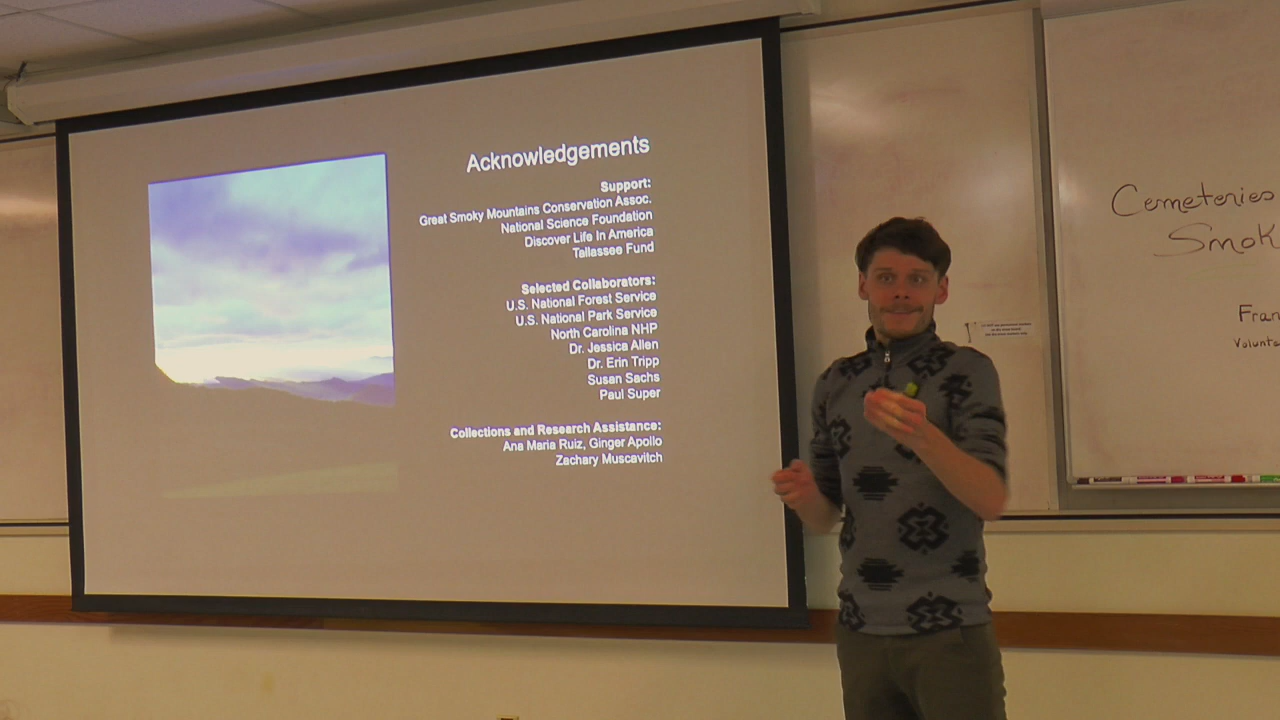 Acknowledgements
Support:
Great Smoky Mountains Conservation Assoc.
National Science Foundation
Discover Life In America
Tallassee Fund
Selected Collaborators:
U.S. National Forest Service
U.S. National Park Service
North Carolina NHP
Dr. Jessica Allen
Dr. Erin Tripp
Susan Sachs
Paul Super
Collections and Research Assistance:
Ana Maria Ruiz, Ginger Apollo
Zachary Muscavitch
Cemeteries
Smok
Fran
Volunte